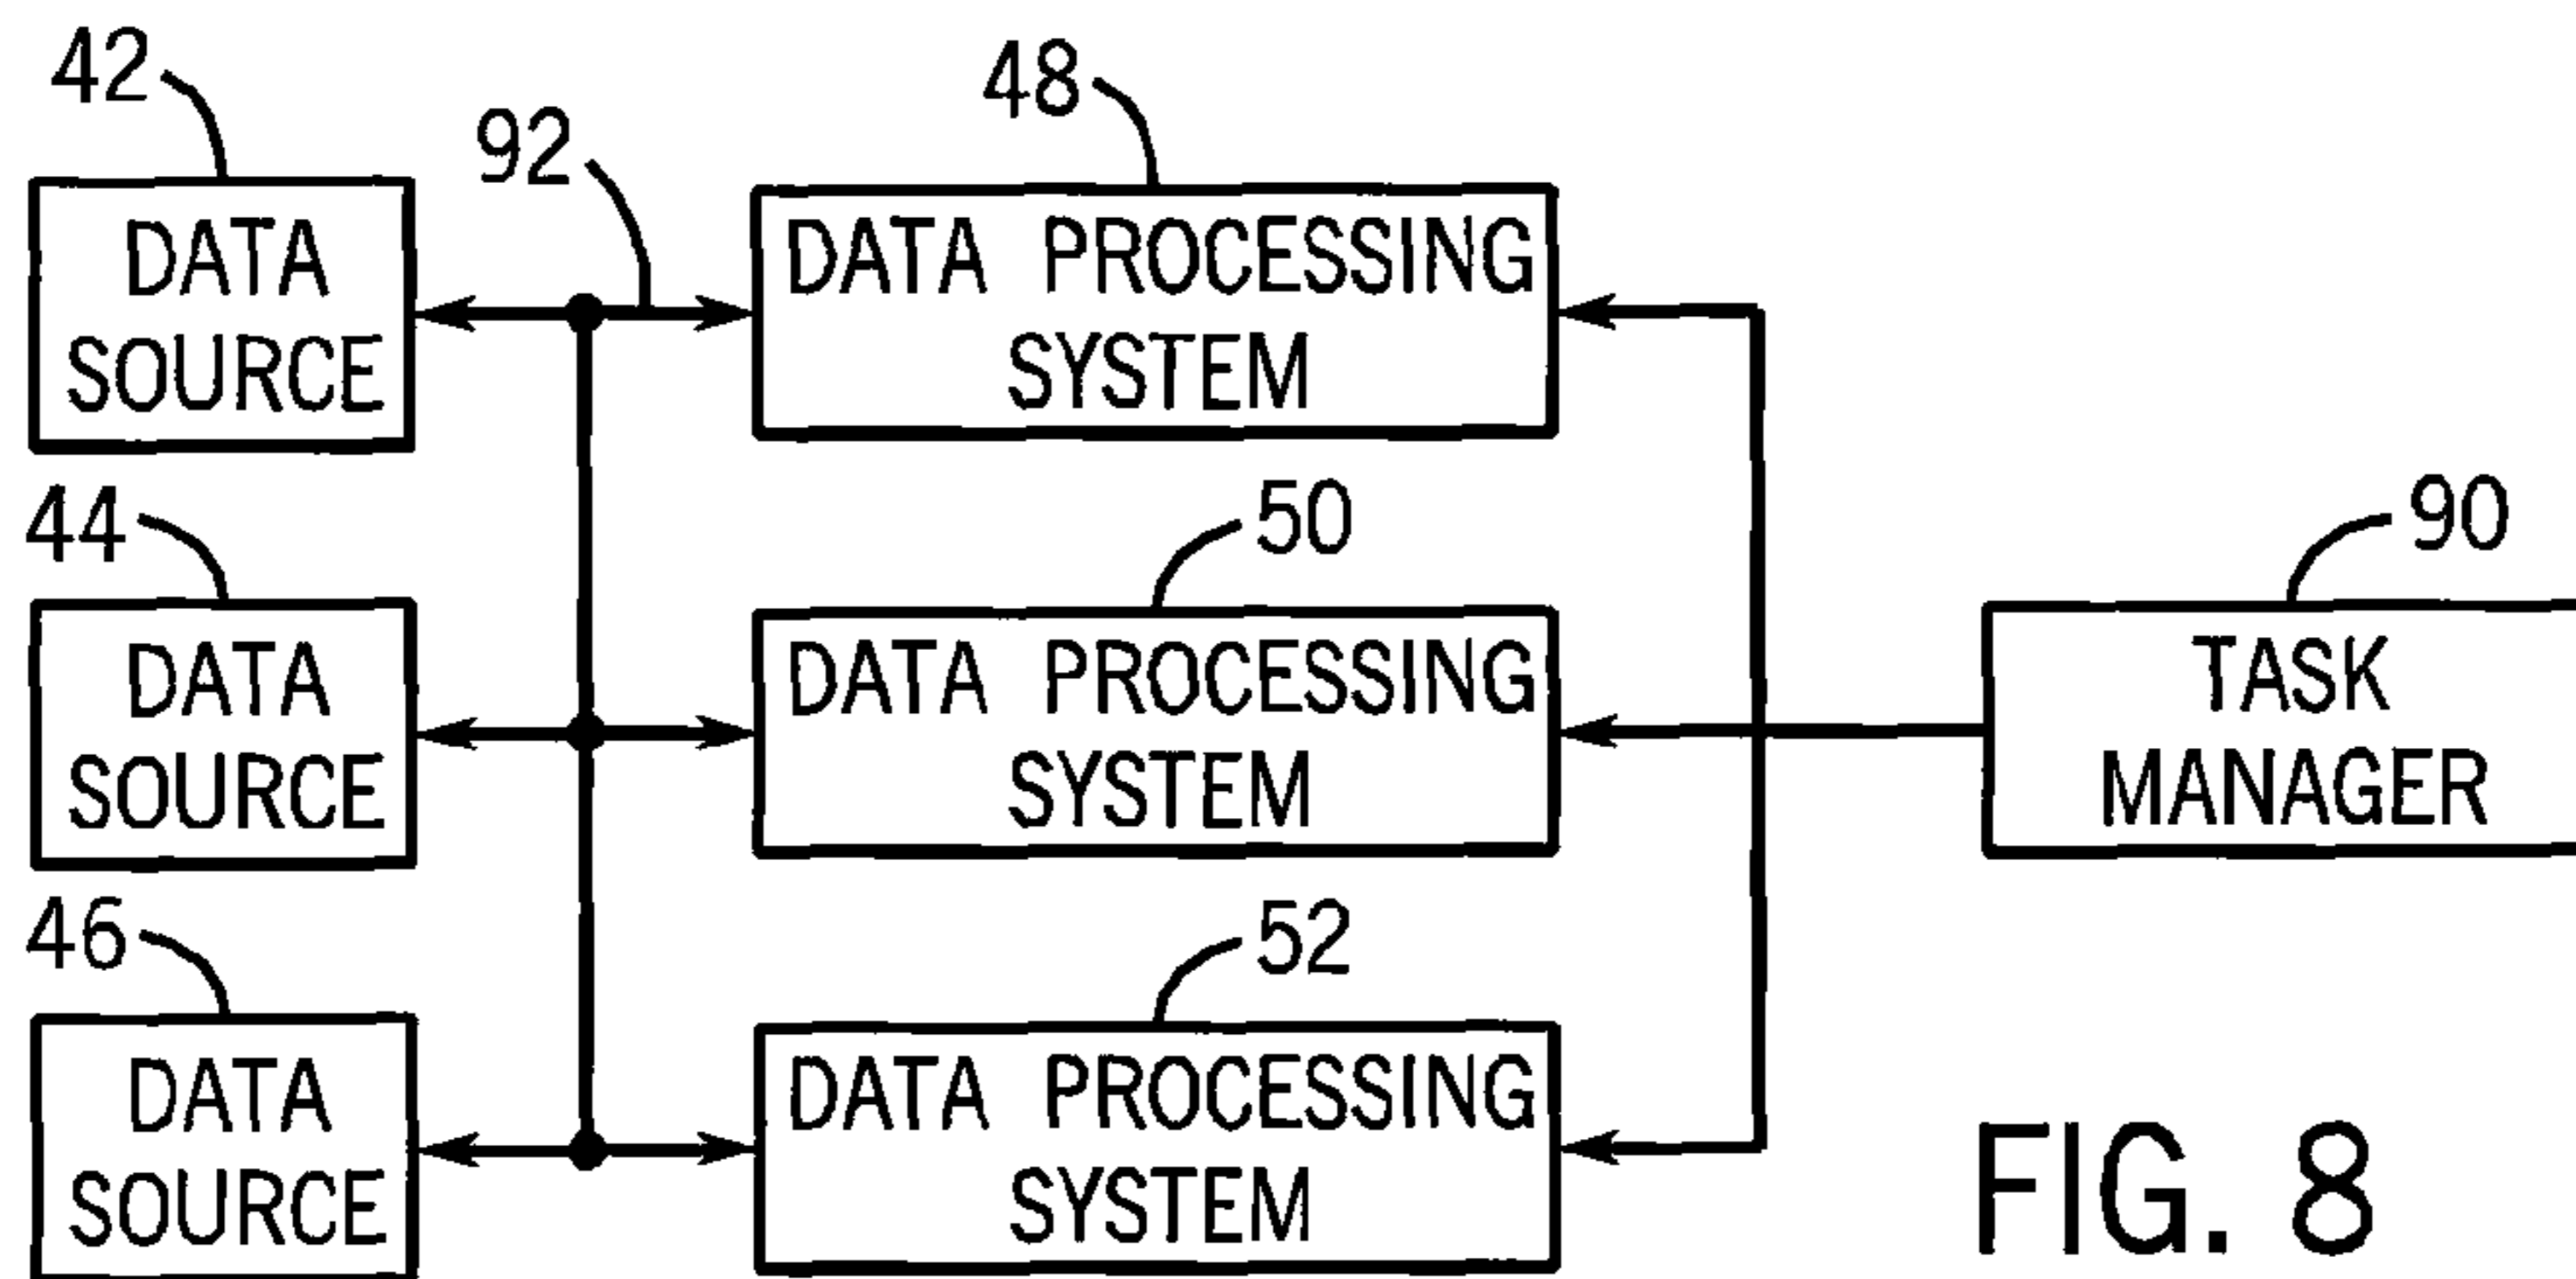 42
92
48
DATA
SOURCE
DATA PROCESSING
SYSTEM
44
50
90
DATA
SOURCE
DATA PROCESSING
SYSTEM
TASK
MANAGER
46
52
DATA
SOURCE
DATA PROCESSING
SYSTEM
FIG. 8